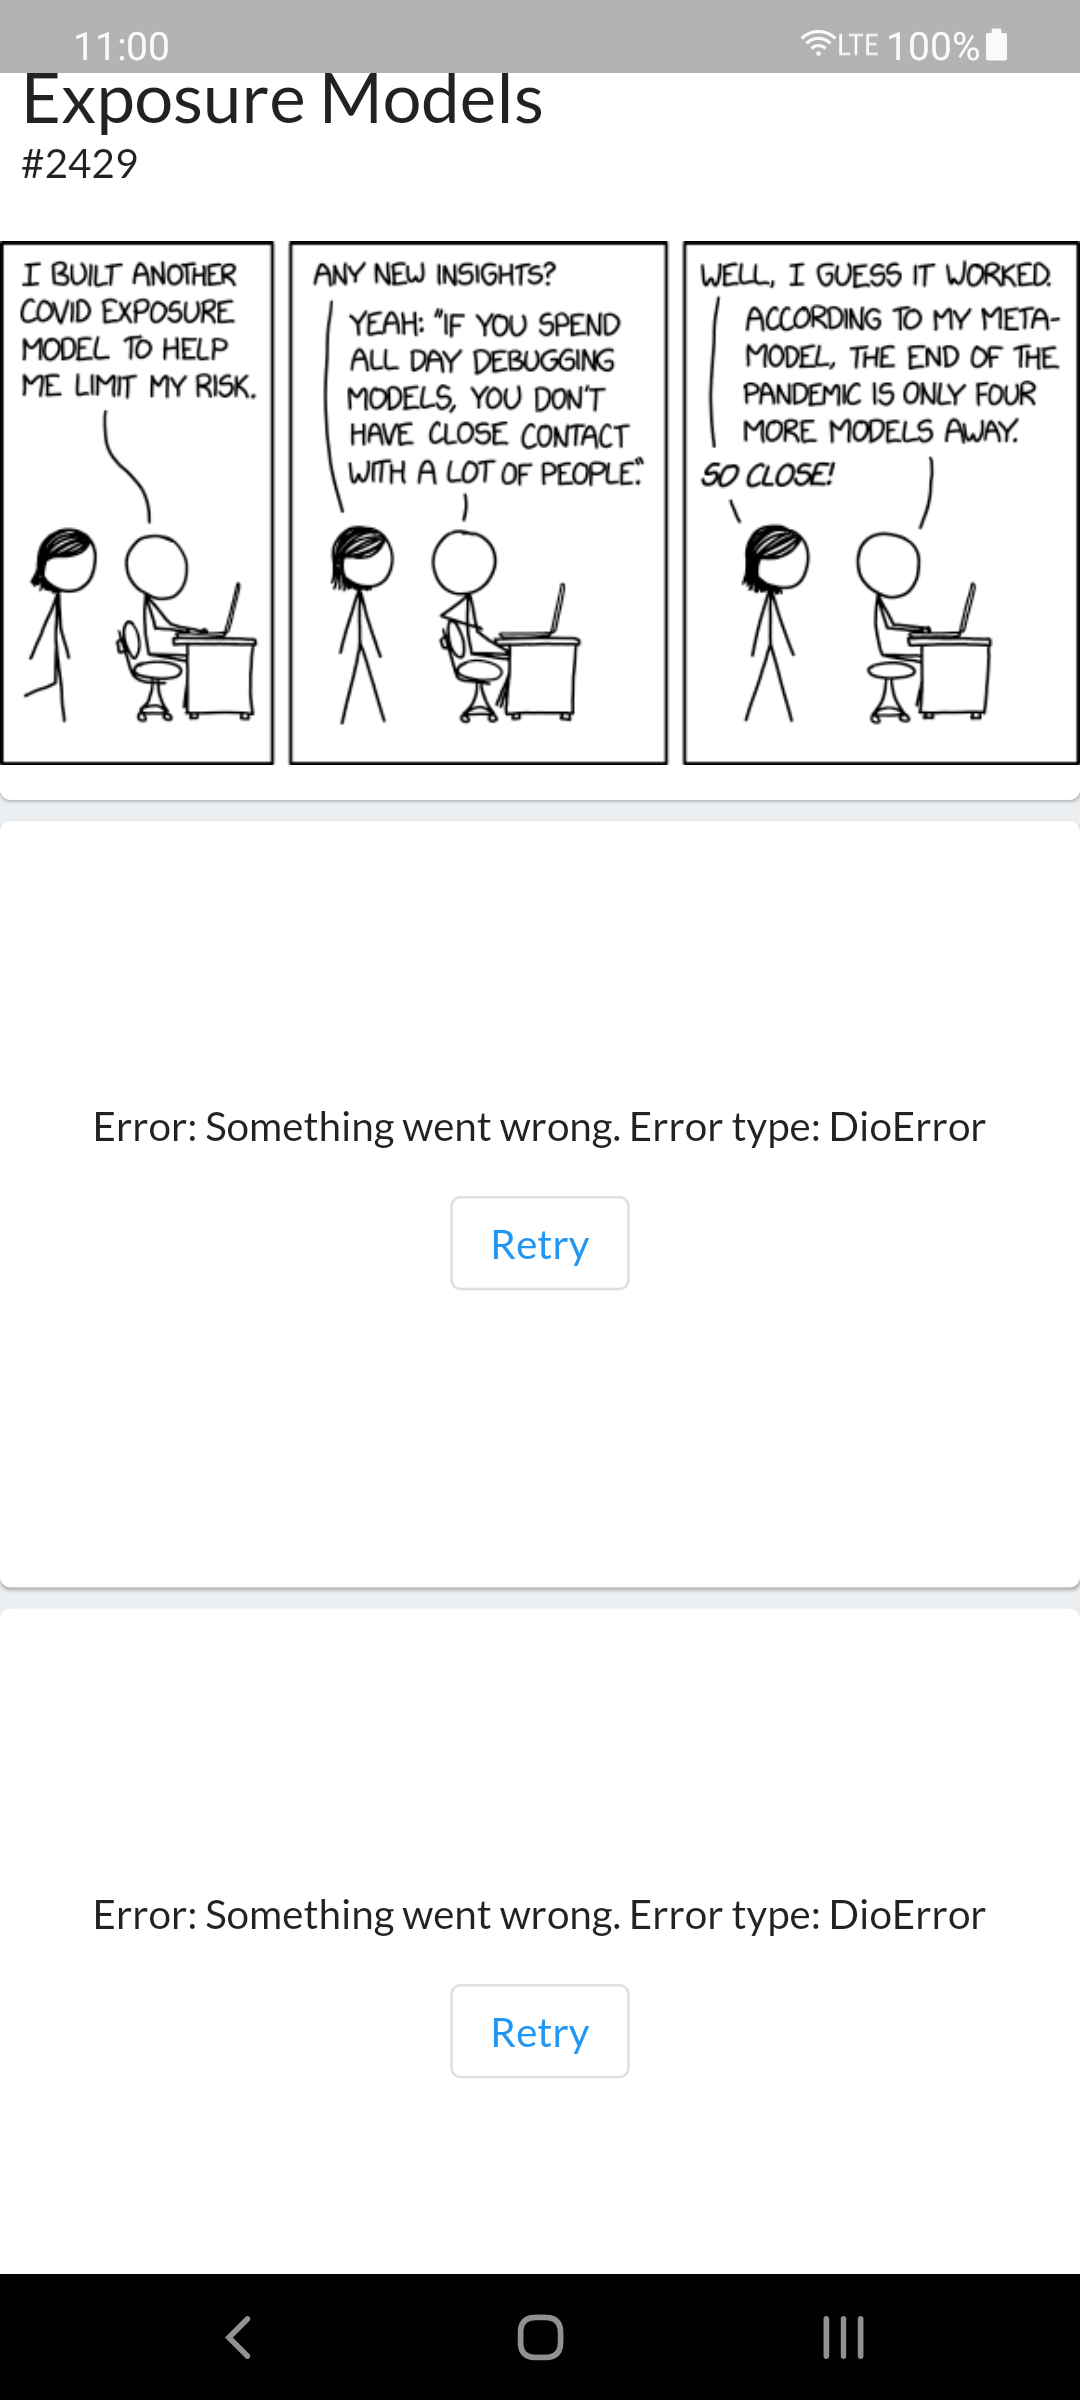 11:00
LTE 100%
Exposure Models
#2429
I BUILT ANOTHER
COVID EXPOSURE
MODEL TO HELP
ME LIMIT MY RISK.
ANY NEW INSIGHTS?
YEAH: "IF YOU SPEND
ALL DAY DEBUGGING
MODELS, YOU DON'T
HAVE CLOSE CONTACT
WITH A LOT OF PEOPLE."
WELL, I GUESS IT WORKED.
ACCORDING TO MY META-
MODEL, THE END OF THE
PANDEMIC IS ONLY FOUR
MORE MODELS AWAY.
SO CLOSE!
Error: Something went wrong. Error type: DioError
Retry
Error: Something went wrong. Error type: DioError
Retry